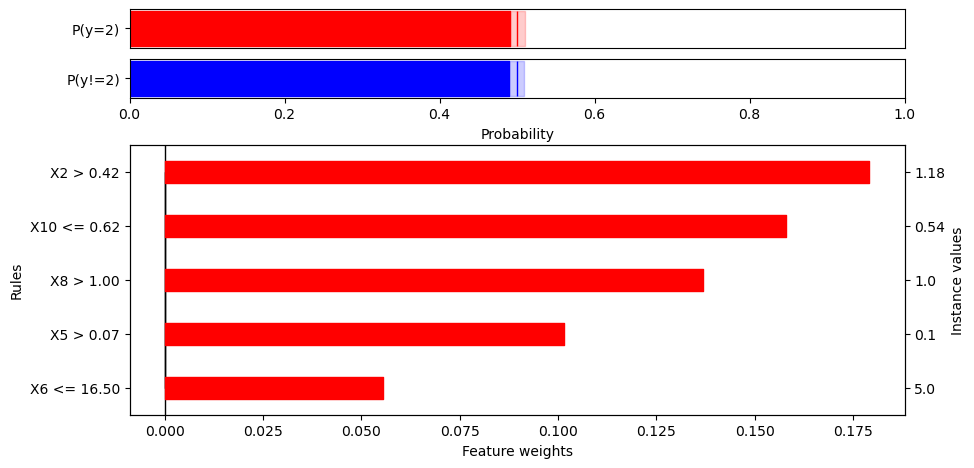 P(y=2)
P(y!=2)
0.0 0.2 0.4 0.6 0.8 1.0
Probability
X2 > 0.42 1.18
X10 <= 0.62 0.54
X8 > 1.00 1.0
X5 > 0.07 0.1
X6 <= 16.50 5.0
Rules
Instance values
0.000 0.025 0.050 0.075 0.100 0.125 0.150 0.175
Feature weights